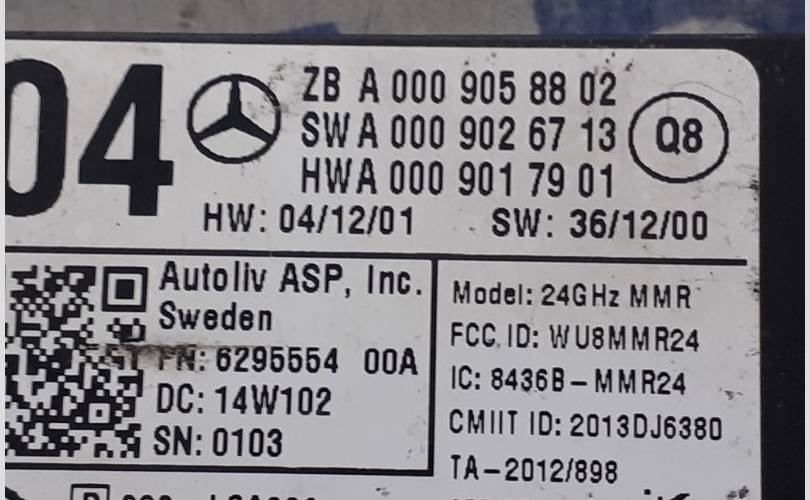 04
ZB A 000 905 88 02
SW A 000 902 67 13
Q8
HW A 000 901 79 01
HW: 04/12/01 SW: 36/12/00
Autoliv ASP, Inc.
Sweden
PN: 6295554 00A
DC: 14W102
SN: 0103
Model: 24GHz MMR
FCC ID: WU8MMR24
IC: 8436B-MMR24
CMIIT ID: 2013DJ6380
TA-2012/898